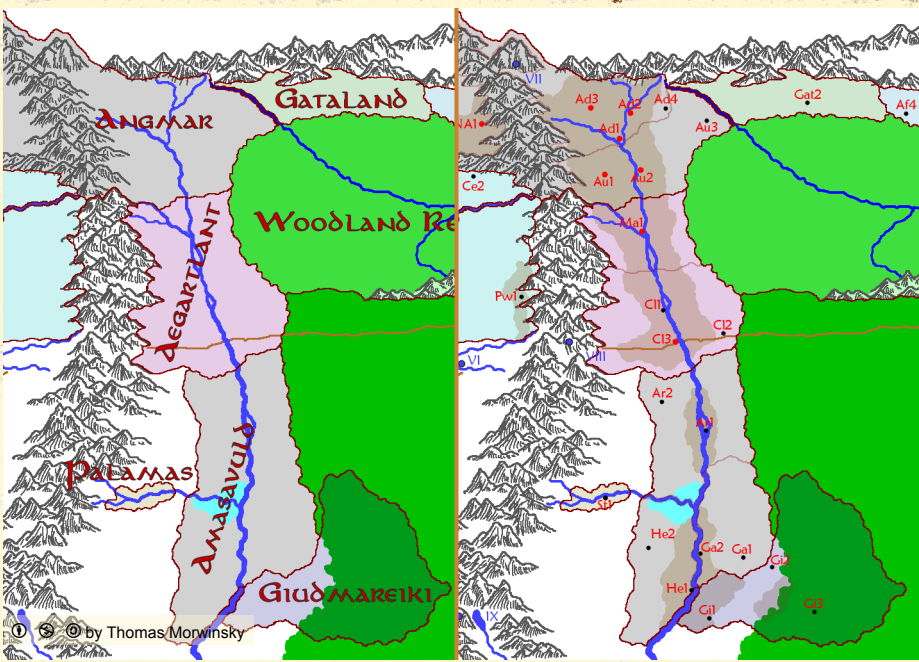 Gataland
Angmar
Woodland Re
Aegartlant
Palamas
Amasavuld
Giudmareiki
by Thomas Morwinsky
VII
Ad3
Ad2
Ad4
Gat2
Af4
NA1
Ad1
Au3
Ce2
Au1
Au2
Ma1
Pw1
Cl1
Cl2
Cl3
VI
VIII
Ar2
Ar1
He2
Ga2
Ga1
Gi2
He1
Gi1
Gi3
IX